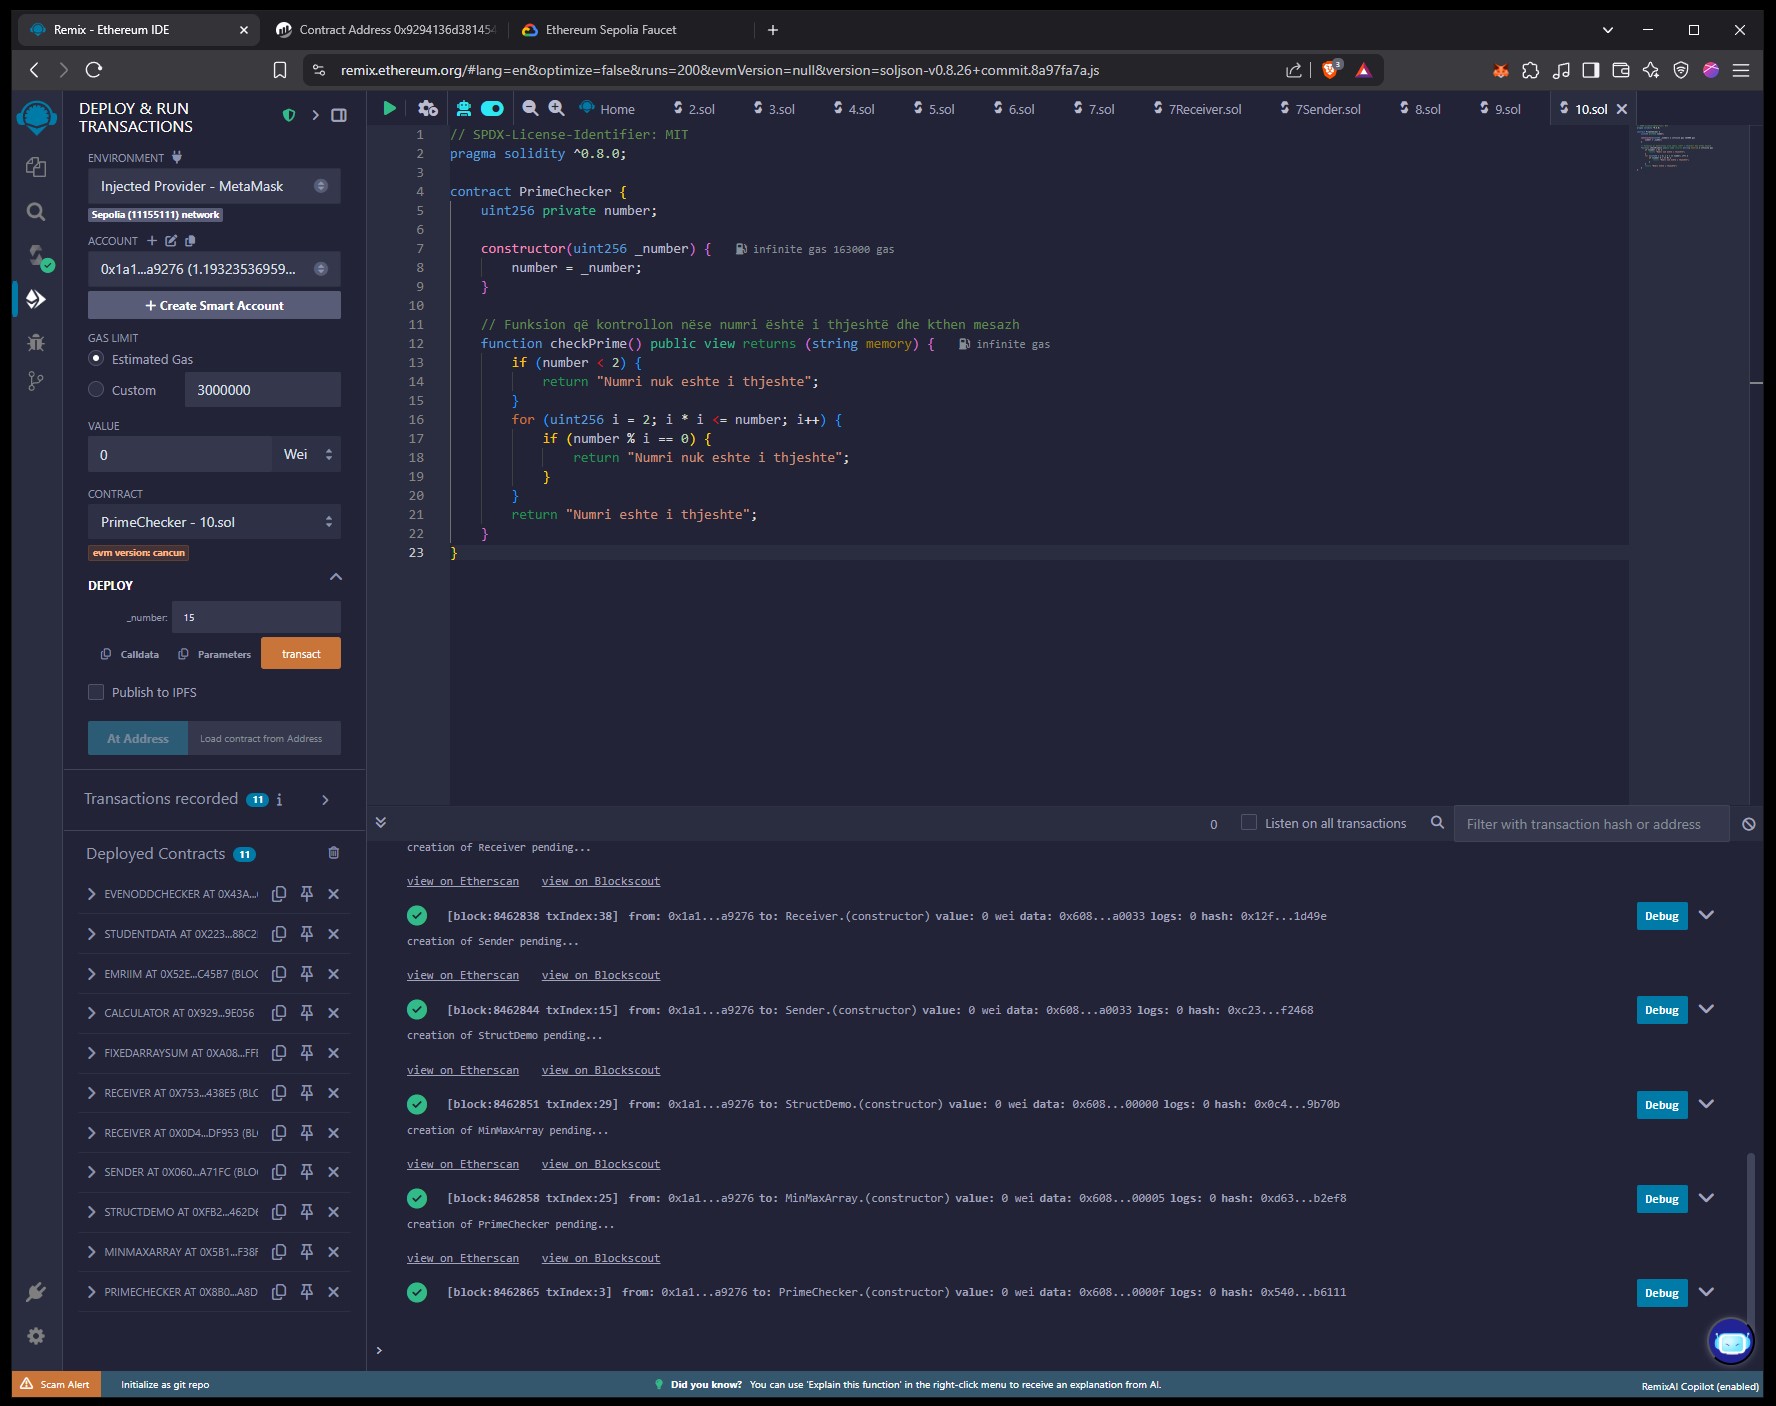 Remix - Ethereum IDE
Contract Address 0x9294136d381454
Ethereum Sepolia Faucet
remix.ethereum.org/#lang=en&optimize=false&runs=200&evmVersion=null&version=soljson-v0.8.26+commit.8a97fa7a.js
3
DEPLOY & RUN
TRANSACTIONS
ENVIRONMENT
Injected Provider - MetaMask
Sepolia (11155111) network
ACCOUNT
0x1a1...a9276 (1.19323536959...
+ Create Smart Account
GAS LIMIT
Estimated Gas
Custom
3000000
VALUE
0
Wei
CONTRACT
PrimeChecker - 10.sol
evm version: cancun
DEPLOY
_number:
15
Calldata
Parameters
transact
Publish to IPFS
At Address
Load contract from Address
Transactions recorded 11 i
Deployed Contracts 11
EVENODDCHECKER AT 0X43A...
STUDENTDATA AT 0X223...88C2
EMRIIM AT 0X52E...C45B7 (BLOC
CALCULATOR AT 0X929...9E056
FIXEDARRAYSUM AT 0XA08...FF
RECEIVER AT 0X753...438E5 (BLC
RECEIVER AT 0X0D4...DF953 (BL
SENDER AT 0X060...A71FC (BLO
STRUCTDEMO AT 0XFB2...462D6
MINMAXARRAY AT 0X5B1...F38F
PRIMECHECKER AT 0X8B0...A8D
Home
2.sol
3.sol
4.sol
5.sol
6.sol
7.sol
7Receiver.sol
7Sender.sol
8.sol
9.sol
10.sol
1 // SPDX-License-Identifier: MIT
2 pragma solidity ^0.8.0;
3
4 contract PrimeChecker {
5 uint256 private number;
6
7 constructor(uint256 _number) { infinite gas 163000 gas
8 number = _number;
9 }
10
11 // Funksion që kontrollon nëse numri është i thjeshtë dhe kthen mesazh
12 function checkPrime() public view returns (string memory) { infinite gas
13 if (number < 2) {
14 return "Numri nuk eshte i thjeshte";
15 }
16 for (uint256 i = 2; i * i <= number; i++) {
17 if (number % i == 0) {
18 return "Numri nuk eshte i thjeshte";
19 }
20 }
21 return "Numri eshte i thjeshte";
22 }
23 }
0
Listen on all transactions
Filter with transaction hash or address
creation of Receiver pending...
view on Etherscan view on Blockscout
[block:8462838 txIndex:38] from: 0x1a1...a9276 to: Receiver.(constructor) value: 0 wei data: 0x608...a0033 logs: 0 hash: 0x12f...1d49e
Debug
creation of Sender pending...
view on Etherscan view on Blockscout
[block:8462844 txIndex:15] from: 0x1a1...a9276 to: Sender.(constructor) value: 0 wei data: 0x608...a0033 logs: 0 hash: 0xc23...f2468
Debug
creation of StructDemo pending...
view on Etherscan view on Blockscout
[block:8462851 txIndex:29] from: 0x1a1...a9276 to: StructDemo.(constructor) value: 0 wei data: 0x608...00000 logs: 0 hash: 0x0c4...9b70b
Debug
creation of MinMaxArray pending...
view on Etherscan view on Blockscout
[block:8462858 txIndex:25] from: 0x1a1...a9276 to: MinMaxArray.(constructor) value: 0 wei data: 0x608...00005 logs: 0 hash: 0xd63...b2ef8
Debug
creation of PrimeChecker pending...
view on Etherscan view on Blockscout
[block:8462865 txIndex:3] from: 0x1a1...a9276 to: PrimeChecker.(constructor) value: 0 wei data: 0x608...0000f logs: 0 hash: 0x540...b6111
Debug
>
Scam Alert
Initialize as git repo
Did you know? You can use 'Explain this function' in the right-click menu to receive an explanation from AI.
RemixAI Copilot (enabled)